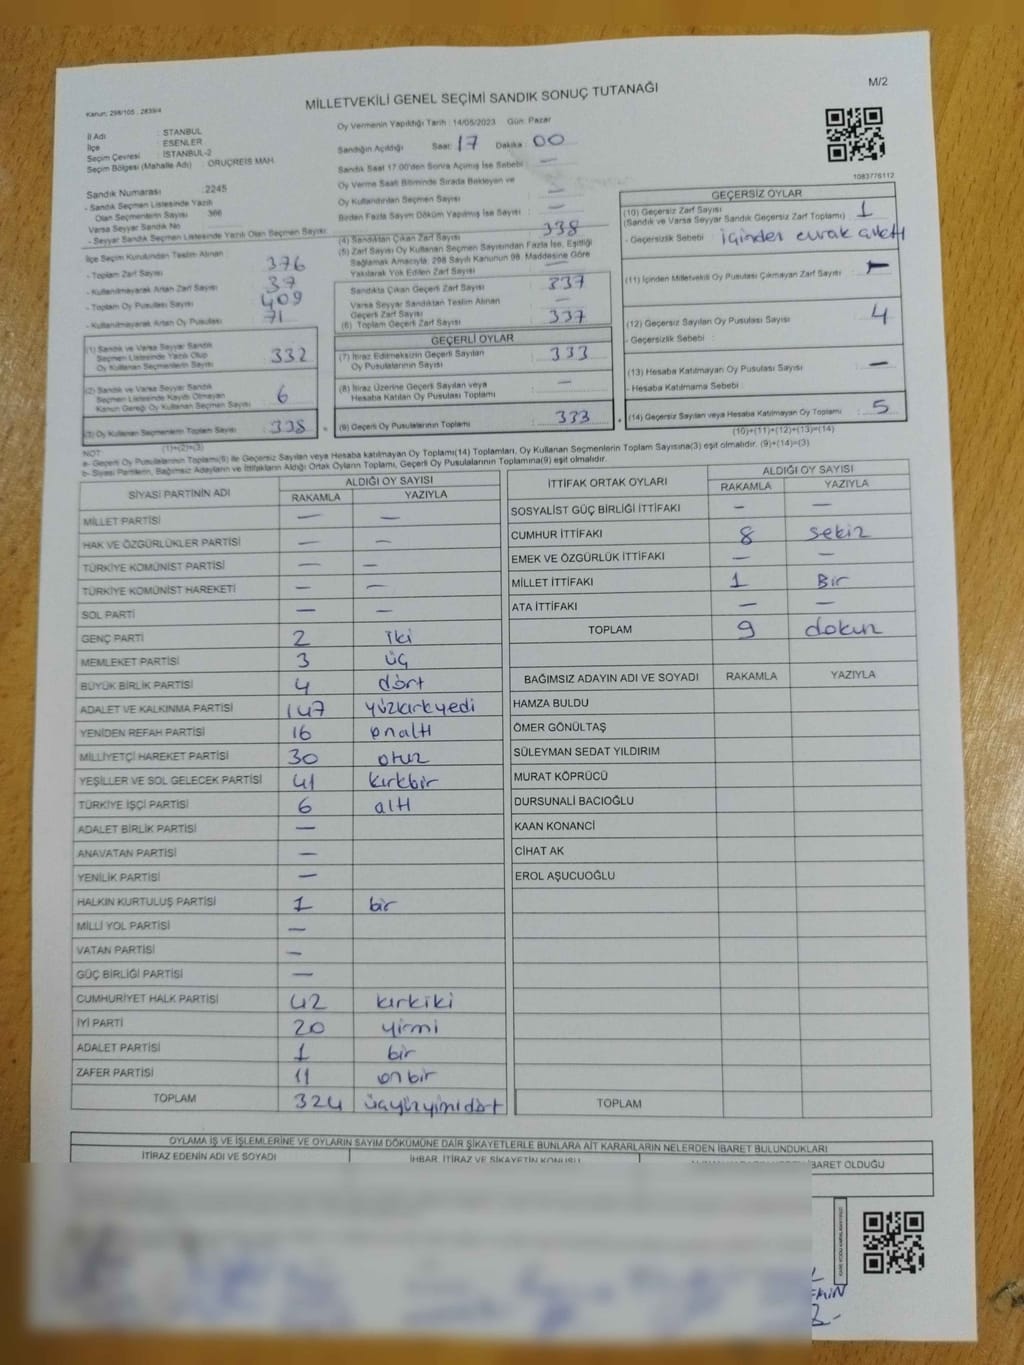 Kanun: 298/105 , 2839/4
M/2
MİLLETVEKİLİ GENEL SEÇİMİ SANDIK SONUÇ TUTANAĞI
İl Adı : STANBUL
İlçe : ESENLER
Seçim Çevresi : İSTANBUL-2
Seçim Bölgesi (Mahalle Adı) : ORUÇREİS MAH.
Sandık Numarası : 2245
- Sandık Seçmen Listesinde Yazılı
Olan Seçmenlerin Sayısı : 366
Varsa Seyyar Sandık No
- Seyyar Sandık Seçmen Listesinde Yazılı Olan Seçmen Sayısı:
İlçe Seçim Kurulundan Teslim Alınan :
- Toplam Zarf Sayısı 376
- Kullanılmayarak Artan Zarf Sayısı 37
- Toplam Oy Pusulası Sayısı 409
- Kullanılmayarak Artan Oy Pusulası 71
(1) Sandık ve Varsa Seyyar Sandık
Seçmen Listesinde Yazılı Olup
Oy Kullanan Seçmenlerin Sayısı : 332
(2) Sandık ve Varsa Seyyar Sandık
Seçmen Listesinde Kayıtlı Olmayan
Kanun Gereği Oy Kullanan Seçmen Sayısı : 6
(3) Oy Kullanan Seçmenlerin Toplam Sayısı : 338
(1)+(2)=(3)
Oy Vermenin Yapıldığı Tarih : 14/05/2023 Gün: Pazar
Sandığın Açıldığı Saat: 17 Dakika : 00
Sandık Saat 17.00'den Sonra Açılmış İse Sebebi : —
Oy Verme Saati Bitiminde Sırada Bekleyen ve
Oy Kullandırılan Seçmen Sayısı : —
Birden Fazla Sayım Döküm Yapılmış İse Sayısı : —
(4) Sandıktan Çıkan Zarf Sayısı : 338
(5) Zarf Sayısı Oy Kullanan Seçmen Sayısından Fazla İse, Eşitliği
Sağlamak Amacıyla, 298 Sayılı Kanunun 98. Maddesine Göre
Yakılarak Yok Edilen Zarf Sayısı : —
Sandıkta Çıkan Geçerli Zarf Sayısı : 337
Varsa Seyyar Sandıktan Teslim Alınan
Geçerli Zarf Sayısı : —
(6) Toplam Geçerli Zarf Sayısı : 337
GEÇERLİ OYLAR
(7) İtiraz Edilmeksizin Geçerli Sayılan
Oy Pusulalarının Sayısı : 333
(8) İtiraz Üzerine Geçerli Sayılan veya
Hesaba Katılan Oy Pusulası Toplamı : —
(9) Geçerli Oy Pusulalarının Toplamı : 333
1083776112
GEÇERSİZ OYLAR
(10) Geçersiz Zarf Sayısı : 1
(Sandık ve Varsa Seyyar Sandık Geçersiz Zarf Toplamı)
- Geçersizlik Sebebi : içinden evrak
(11) İçinden Milletvekili Oy Pusulası Çıkmayan Zarf Sayısı : —
(12) Geçersiz Sayılan Oy Pusulası Sayısı : 4
- Geçersizlik Sebebi :
(13) Hesaba Katılmayan Oy Pusulası Sayısı : —
- Hesaba Katılmama Sebebi :
(14) Geçersiz Sayılan veya Hesaba Katılmayan Oy Toplamı : 5
(10)+(11)+(12)+(13)=(14)
NOT :
a- Geçerli Oy Pusulalarının Toplamı(9) ile Geçersiz Sayılan veya Hesaba katılmayan Oy Toplamı(14) Toplamları, Oy Kullanan Seçmenlerin Toplam Sayısına(3) eşit olmalıdır. (9)+(14)=(3)
b- Siyasi Partilerin, Bağımsız Adayların ve İttifakların Aldığı Ortak Oyların Toplamı, Geçerli Oy Pusulalarının Toplamına(9) eşit olmalıdır.
SİYASİ PARTİNİN ADI ALDIĞI OY SAYISI
RAKAMLA YAZIYLA
MİLLET PARTİSİ — —
HAK VE ÖZGÜRLÜKLER PARTİSİ — —
TÜRKİYE KOMÜNİST PARTİSİ — —
TÜRKİYE KOMÜNİST HAREKETİ — —
SOL PARTİ — —
GENÇ PARTİ 2 iki
MEMLEKET PARTİSİ 3 üç
BÜYÜK BİRLİK PARTİSİ 4 dört
ADALET VE KALKINMA PARTİSİ 147 yüzkırkyedi
YENİDEN REFAH PARTİSİ 16 onaltı
MİLLİYETÇİ HAREKET PARTİSİ 30 otuz
YEŞİLLER VE SOL GELECEK PARTİSİ 41 kırkbir
TÜRKİYE İŞÇİ PARTİSİ 6 altı
ADALET BİRLİK PARTİSİ —
ANAVATAN PARTİSİ —
YENİLİK PARTİSİ —
HALKIN KURTULUŞ PARTİSİ 1 bir
MİLLİ YOL PARTİSİ —
VATAN PARTİSİ —
GÜÇ BİRLİĞİ PARTİSİ —
CUMHURİYET HALK PARTİSİ 42 kırkiki
İYİ PARTİ 20 yirmi
ADALET PARTİSİ 1 bir
ZAFER PARTİSİ 11 onbir
TOPLAM 324 üçyüzyirmidört
İTTİFAK ORTAK OYLARI ALDIĞI OY SAYISI
RAKAMLA YAZIYLA
SOSYALİST GÜÇ BİRLİĞİ İTTİFAKI — —
CUMHUR İTTİFAKI 8 sekiz
EMEK VE ÖZGÜRLÜK İTTİFAKI — —
MİLLET İTTİFAKI 1 Bir
ATA İTTİFAKI — —
TOPLAM 9 dokuz
BAĞIMSIZ ADAYIN ADI VE SOYADI RAKAMLA YAZIYLA
HAMZA BULDU
ÖMER GÖNÜLTAŞ
SÜLEYMAN SEDAT YILDIRIM
MURAT KÖPRÜCÜ
DURSUNALİ BACIOĞLU
KAAN KONANCİ
CİHAT AK
EROL AŞUCUOĞLU
TOPLAM
OYLAMA İŞ VE İŞLEMLERİNE VE OYLARIN SAYIM DÖKÜMÜNE DAİR ŞİKAYETLERLE BUNLARA AİT KARARLARIN NELERDEN İBARET BULUNDUKLARI
İTİRAZ EDENİN ADI VE SOYADI İHBAR, İTİRAZ VE ŞİKAYETİN KONUSU BARET OLDUĞU